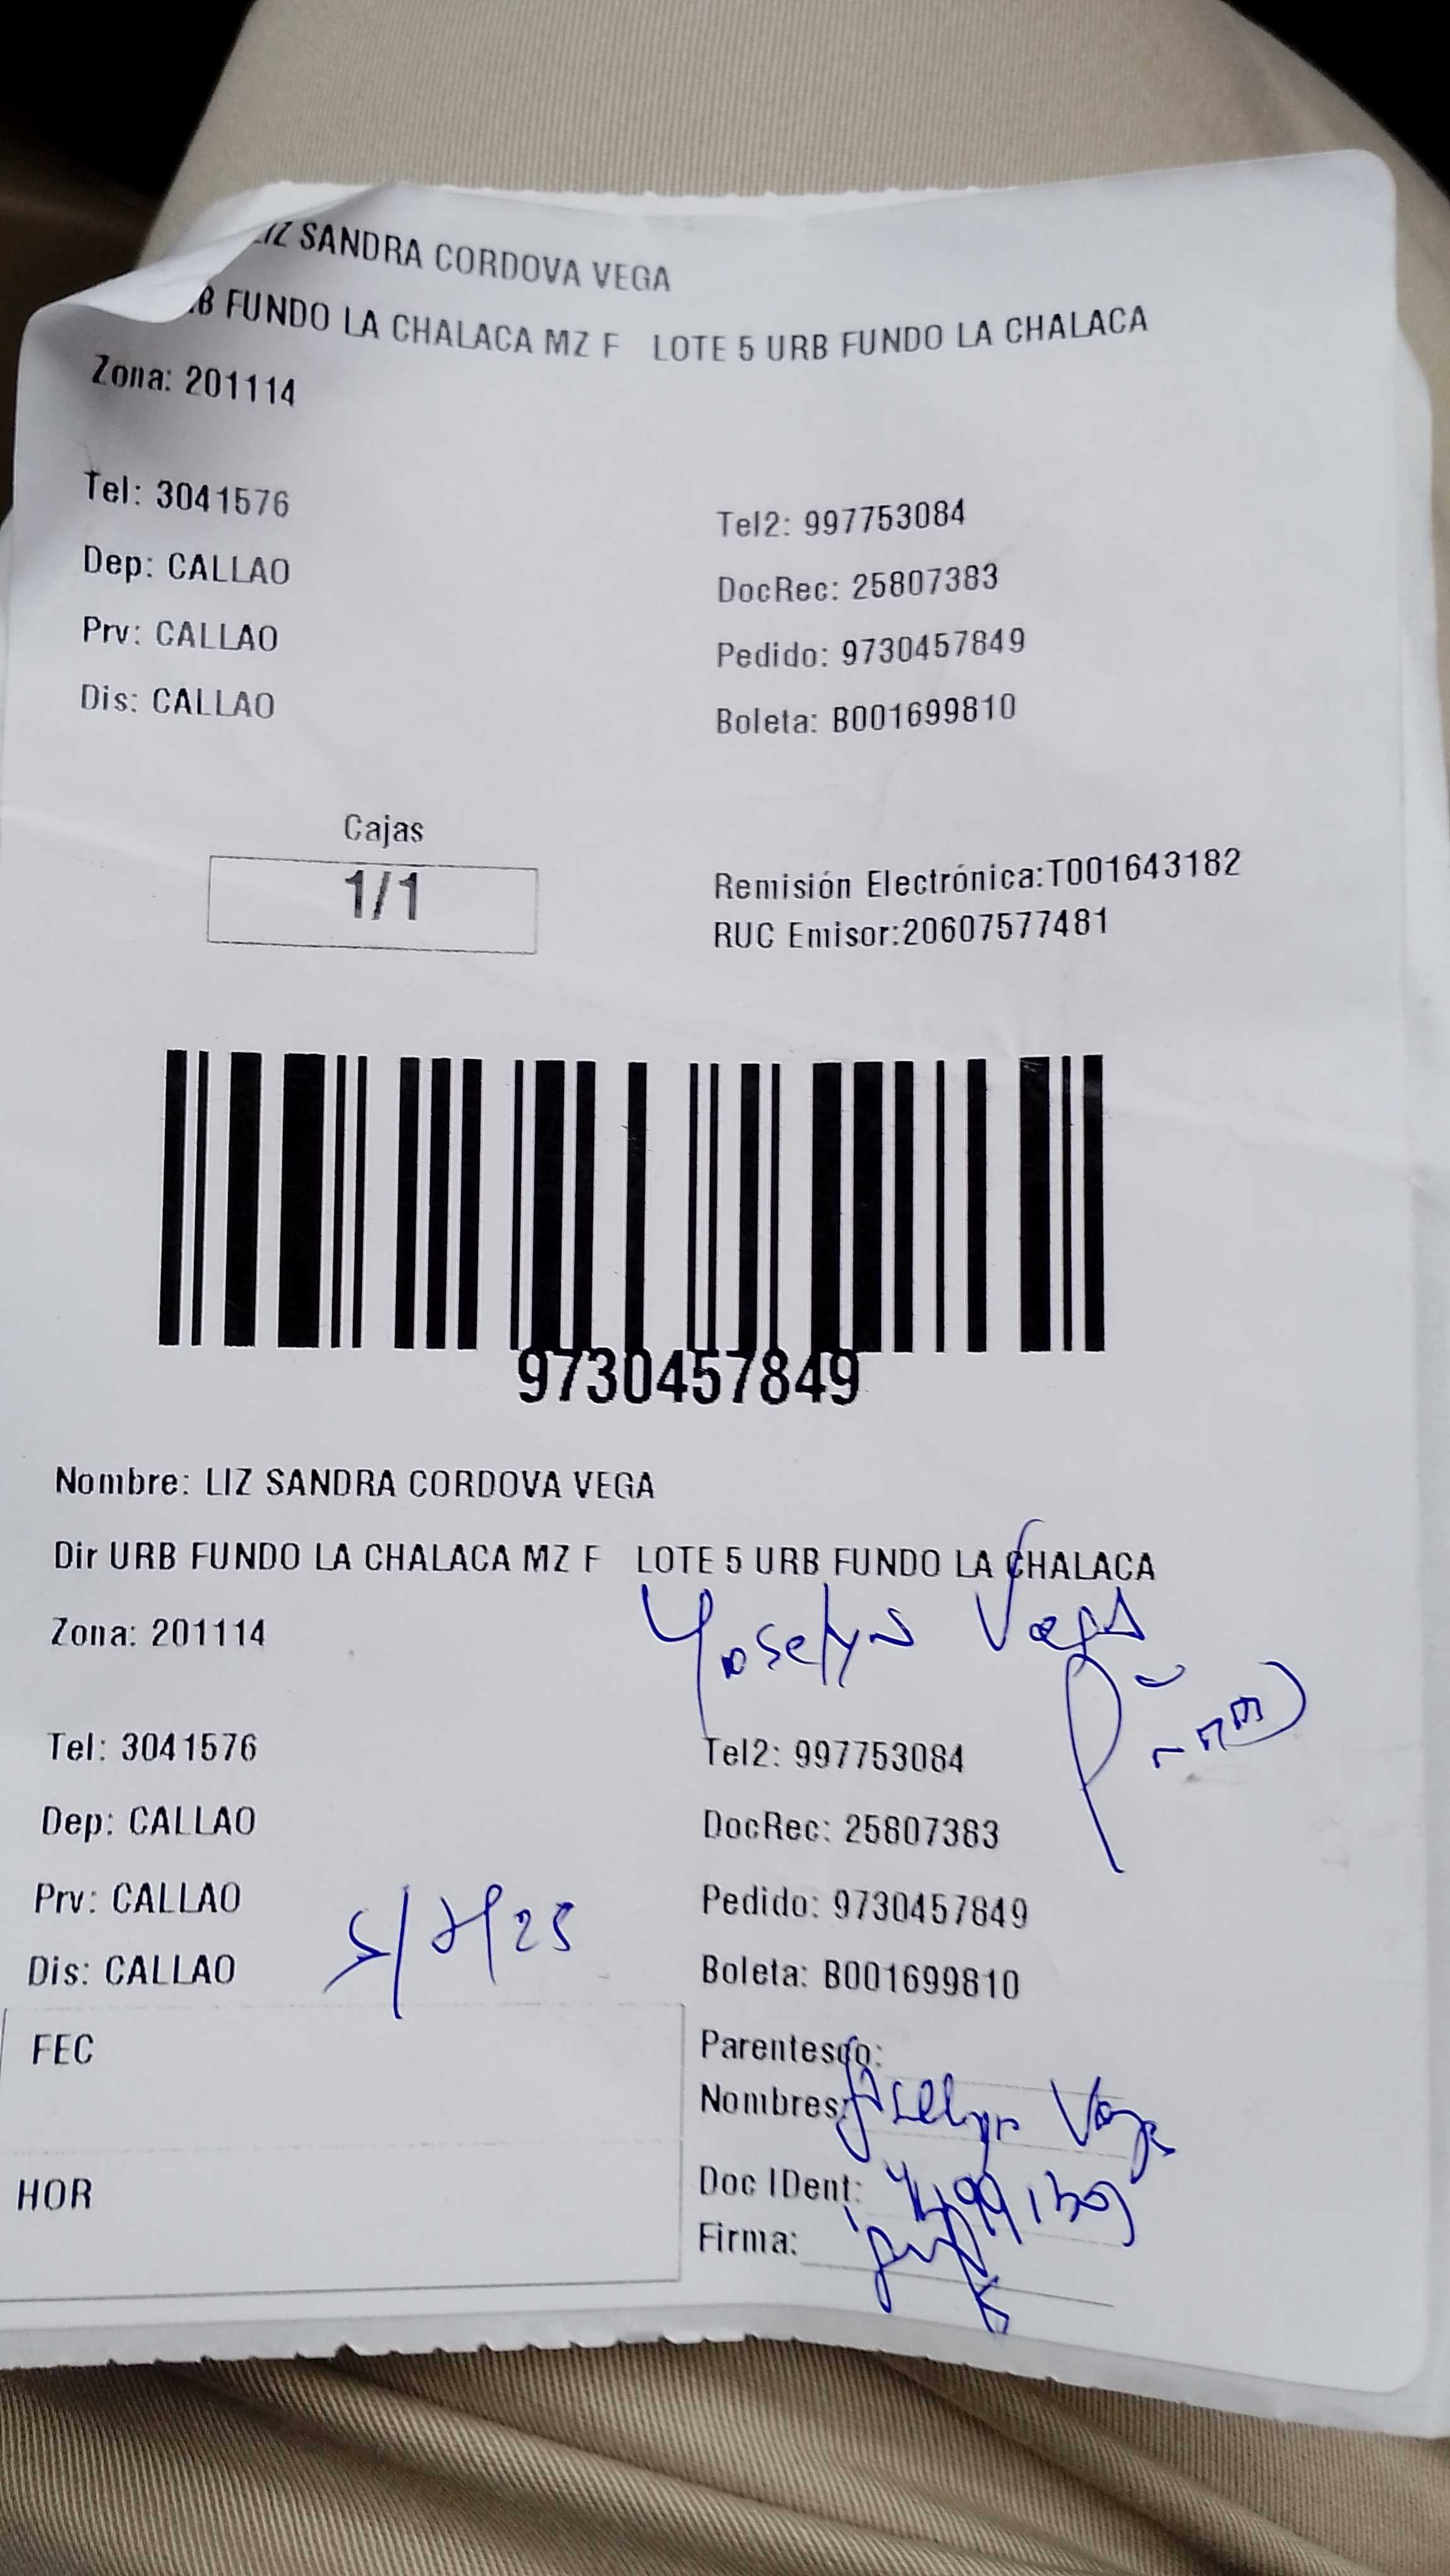 LIZ SANDRA CORDOVA VEGA
B FUNDO LA CHALACA MZ F LOTE 5 URB FUNDO LA CHALACA
Zona: 201114
Tel: 3041576 Tel2: 997753084
Dep: CALLAO DocRec: 25807383
Prv: CALLAO Pedido: 9730457849
Dis: CALLAO Boleta: B001699810
Cajas
1/1
Remisión Electrónica:T001643182
RUC Emisor:20607577481
9730457849
Nombre: LIZ SANDRA CORDOVA VEGA
Dir URB FUNDO LA CHALACA MZ F LOTE 5 URB FUNDO LA CHALACA
Zona: 201114
Yoselyn Vega
Tel: 3041576 Tel2: 997753084
Dep: CALLAO DocRec: 25807383
Prv: CALLAO Pedido: 9730457849
Dis: CALLAO Boleta: B001699810
FEC
Parentesco:
Nombres: Vega
HOR
Doc IDent:
Firma: